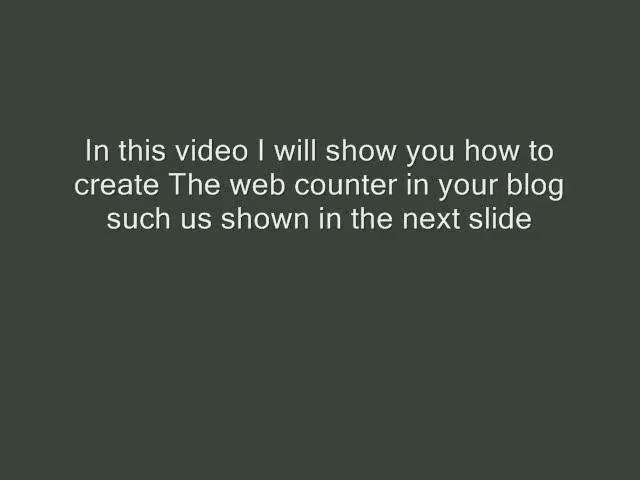 In this video I will show you how to
create The web counter in your blog
such us shown in the next slide